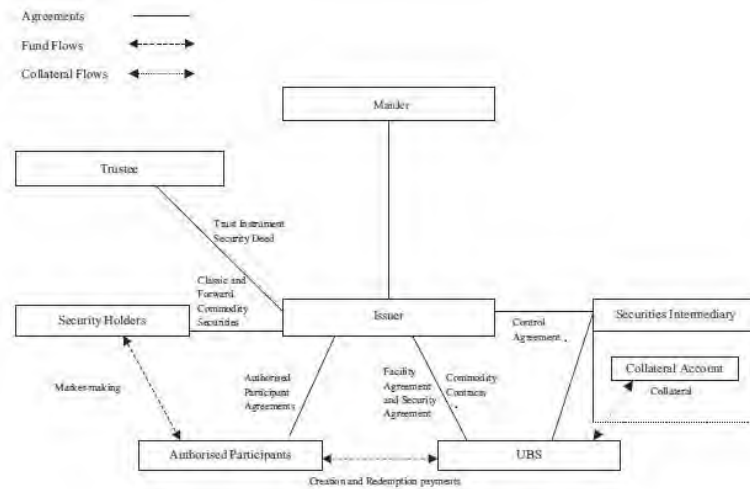 Agreements
Fund Flows
Collateral Flows
Manler
Trustee
Trust Instrument
Security Deed
Classic and
Forward
Commodity
Securities
Security Holders
Issuer
Control
Agreement
Securities Intermediary
Collateral Account
Collateral
Market-making
Authorised
Participant
Agreements
Facility
Agreement
and Security
Agreement
Commodity
Contracts
Authorised Participants
UBS
Creation and Redemption payments